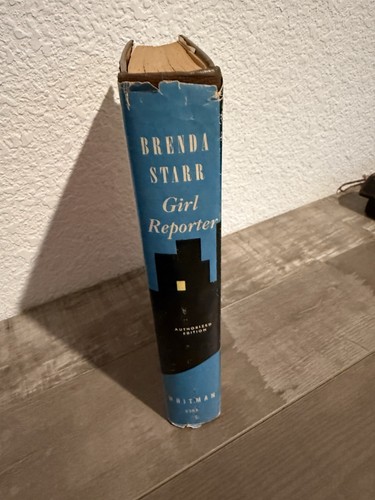 BRENDA
STARR
Girl
Reporter
AUTHORIZED
EDITION
WHITMAN